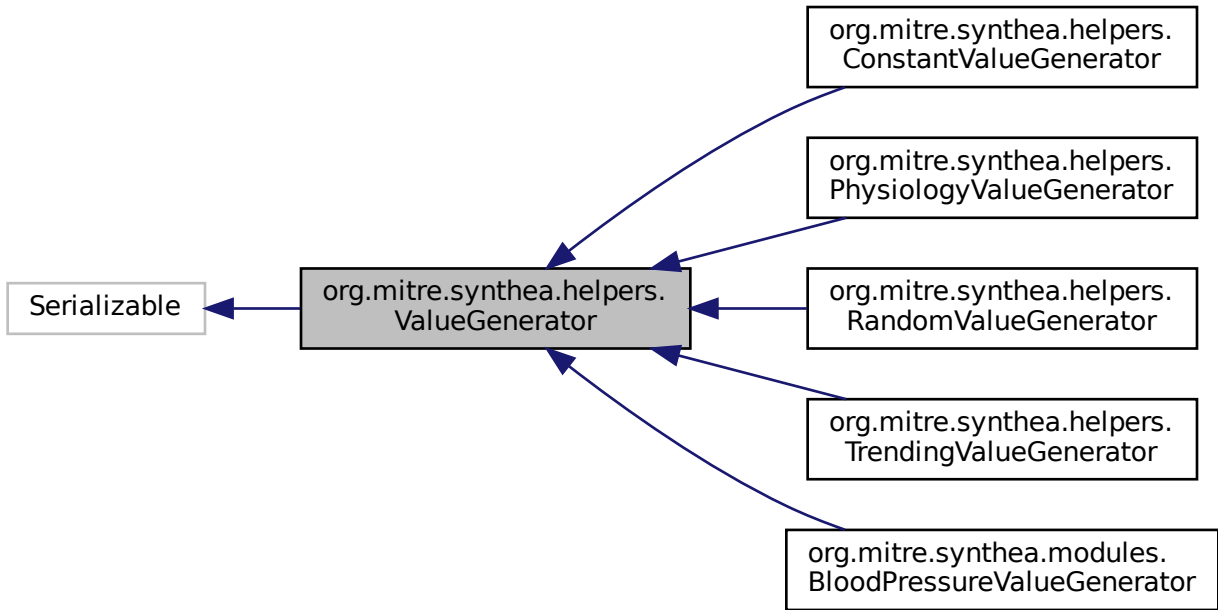 Serializable
org.mitre.synthea.helpers.
ValueGenerator
org.mitre.synthea.helpers.
ConstantValueGenerator
org.mitre.synthea.helpers.
PhysiologyValueGenerator
org.mitre.synthea.helpers.
RandomValueGenerator
org.mitre.synthea.helpers.
TrendingValueGenerator
org.mitre.synthea.modules.
BloodPressureValueGenerator